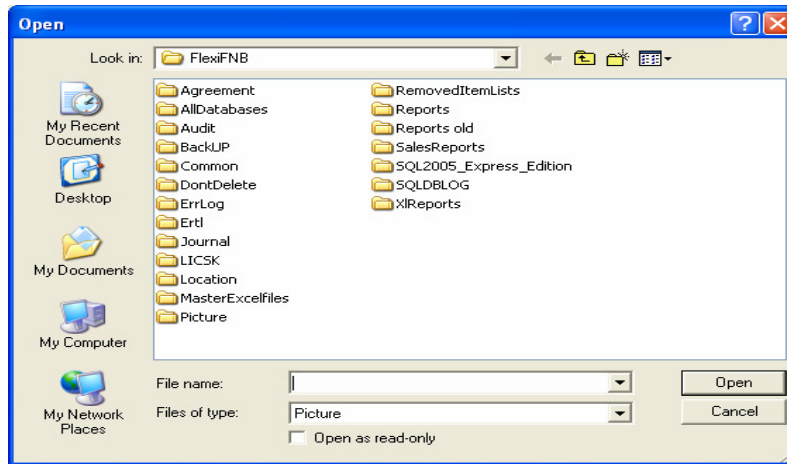 Open
Look in: FlexiFNB
My Recent
Documents
Desktop
My Documents
My Computer
My Network
Places
Agreement
AllDatabases
Audit
BackUP
Common
DontDelete
ErrLog
Ertl
Journal
LICSK
Location
MasterExcelfiles
Picture
RemovedItemLists
Reports
Reports old
SalesReports
SQL2005_Express_Edition
SQLDBLOG
XlReports
File name:
Open
Files of type: Picture
Cancel
Open as read-only